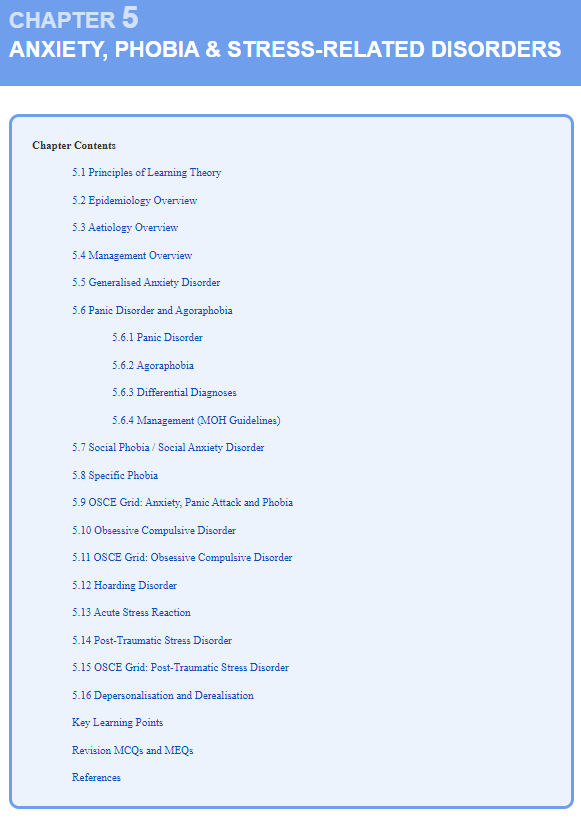 CHAPTER 5
ANXIETY, PHOBIA & STRESS-RELATED DISORDERS
Chapter Contents
5.1 Principles of Learning Theory
5.2 Epidemiology Overview
5.3 Aetiology Overview
5.4 Management Overview
5.5 Generalised Anxiety Disorder
5.6 Panic Disorder and Agoraphobia
5.6.1 Panic Disorder
5.6.2 Agoraphobia
5.6.3 Differential Diagnoses
5.6.4 Management (MOH Guidelines)
5.7 Social Phobia / Social Anxiety Disorder
5.8 Specific Phobia
5.9 OSCE Grid: Anxiety, Panic Attack and Phobia
5.10 Obsessive Compulsive Disorder
5.11 OSCE Grid: Obsessive Compulsive Disorder
5.12 Hoarding Disorder
5.13 Acute Stress Reaction
5.14 Post-Traumatic Stress Disorder
5.15 OSCE Grid: Post-Traumatic Stress Disorder
5.16 Depersonalisation and Derealisation
Key Learning Points
Revision MCQs and MEQs
References